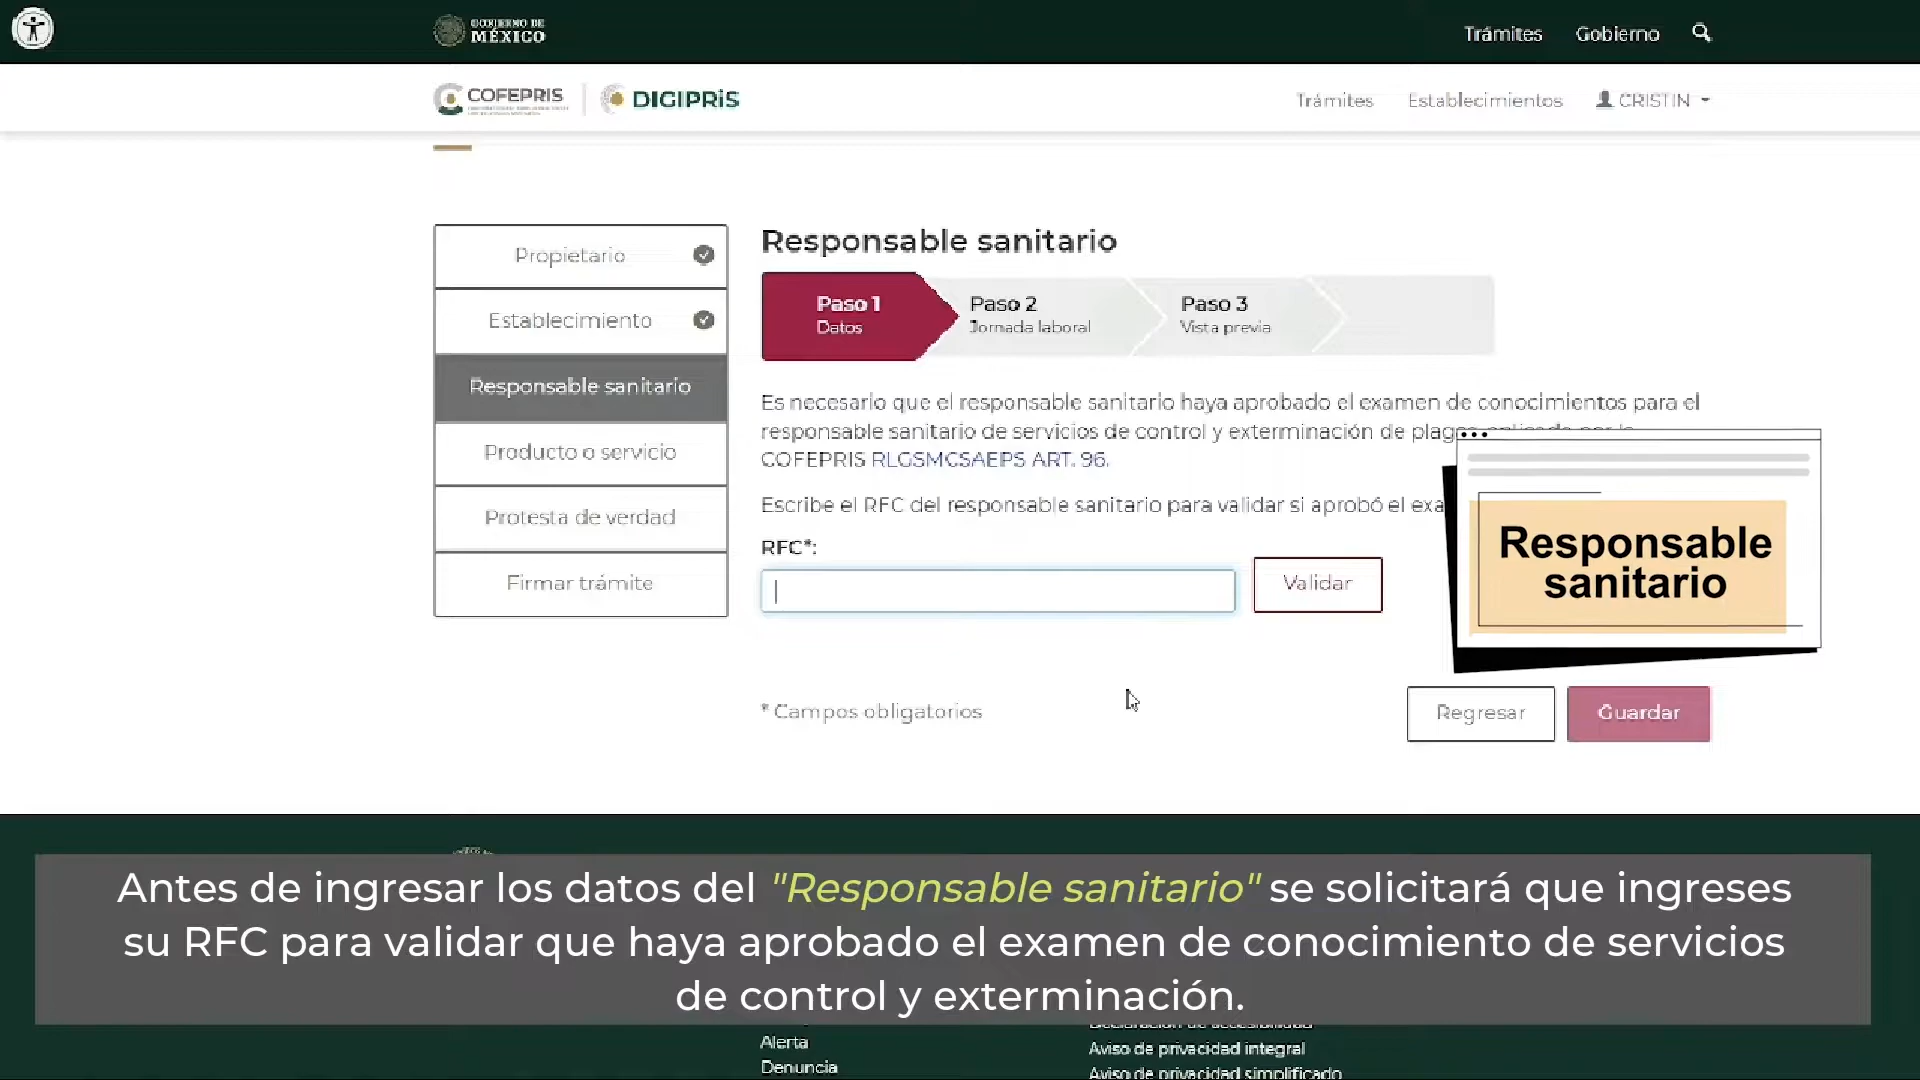 GOBIERNO DE
MÉXICO
Trámites
Gobierno
COFEPRIS
DIGIPRiS
Trámites
Establecimientos
CRISTIN
Propietario
Establecimiento
Responsable sanitario
Producto o servicio
Protesta de verdad
Firmar trámite
Responsable sanitario
Paso 1
Datos
Paso 2
Jornada laboral
Paso 3
Vista previa
Es necesario que el responsable sanitario haya aprobado el examen de conocimientos para el
responsable sanitario de servicios de control y exterminación de plagas
COFEPRIS RLGSMCSAEPS ART. 96.
Escribe el RFC del responsable sanitario para validar si aprobó el exa
RFC*:
Validar
Responsable
sanitario
* Campos obligatorios
Regresar
Guardar
Antes de ingresar los datos del "Responsable sanitario" se solicitará que ingreses
su RFC para validar que haya aprobado el examen de conocimiento de servicios
de control y exterminación.
Declaración de accesibilidad
Alerta
Aviso de privacidad integral
Denuncia
Aviso de privacidad simplificado